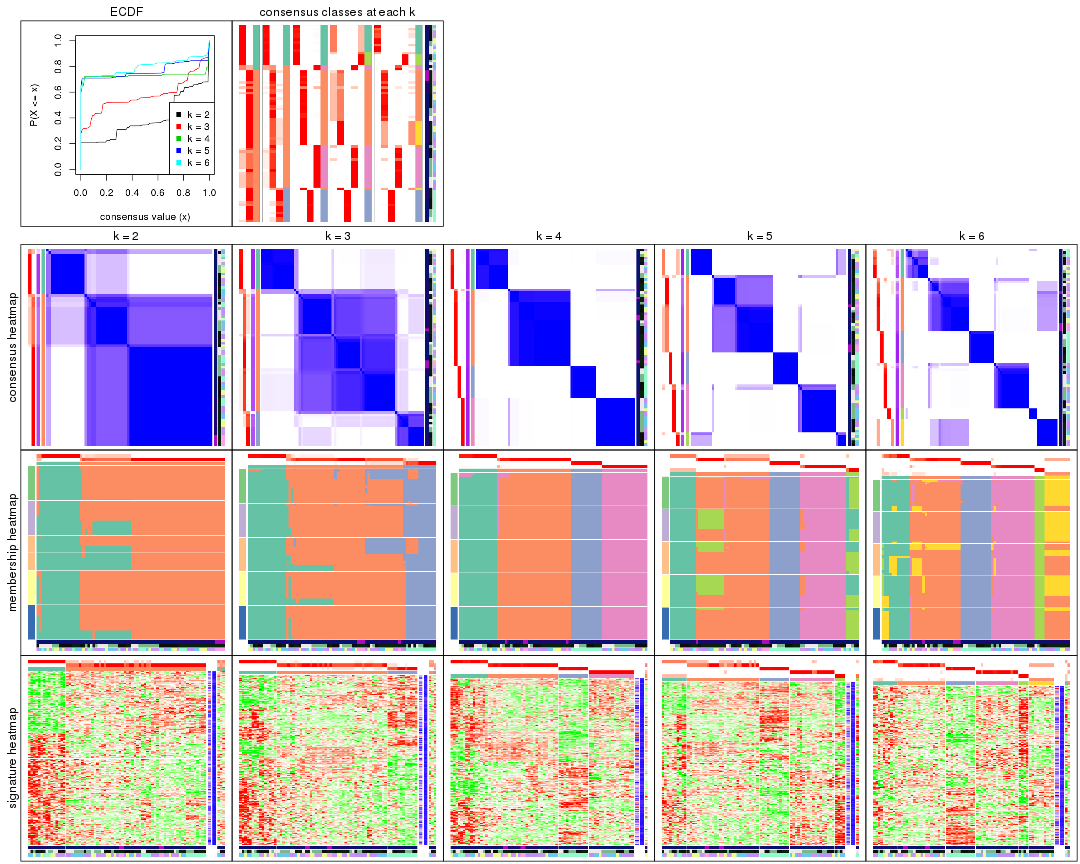 ECDF
consensus classes at each k
P(X <= x)
0.0 0.2 0.4 0.6 0.8 1.0
k = 2
k = 3
k = 4
k = 5
k = 6
0.0 0.2 0.4 0.6 0.8 1.0
consensus value (x)
k = 2 k = 3 k = 4 k = 5 k = 6
consensus heatmap
membership heatmap
signature heatmap